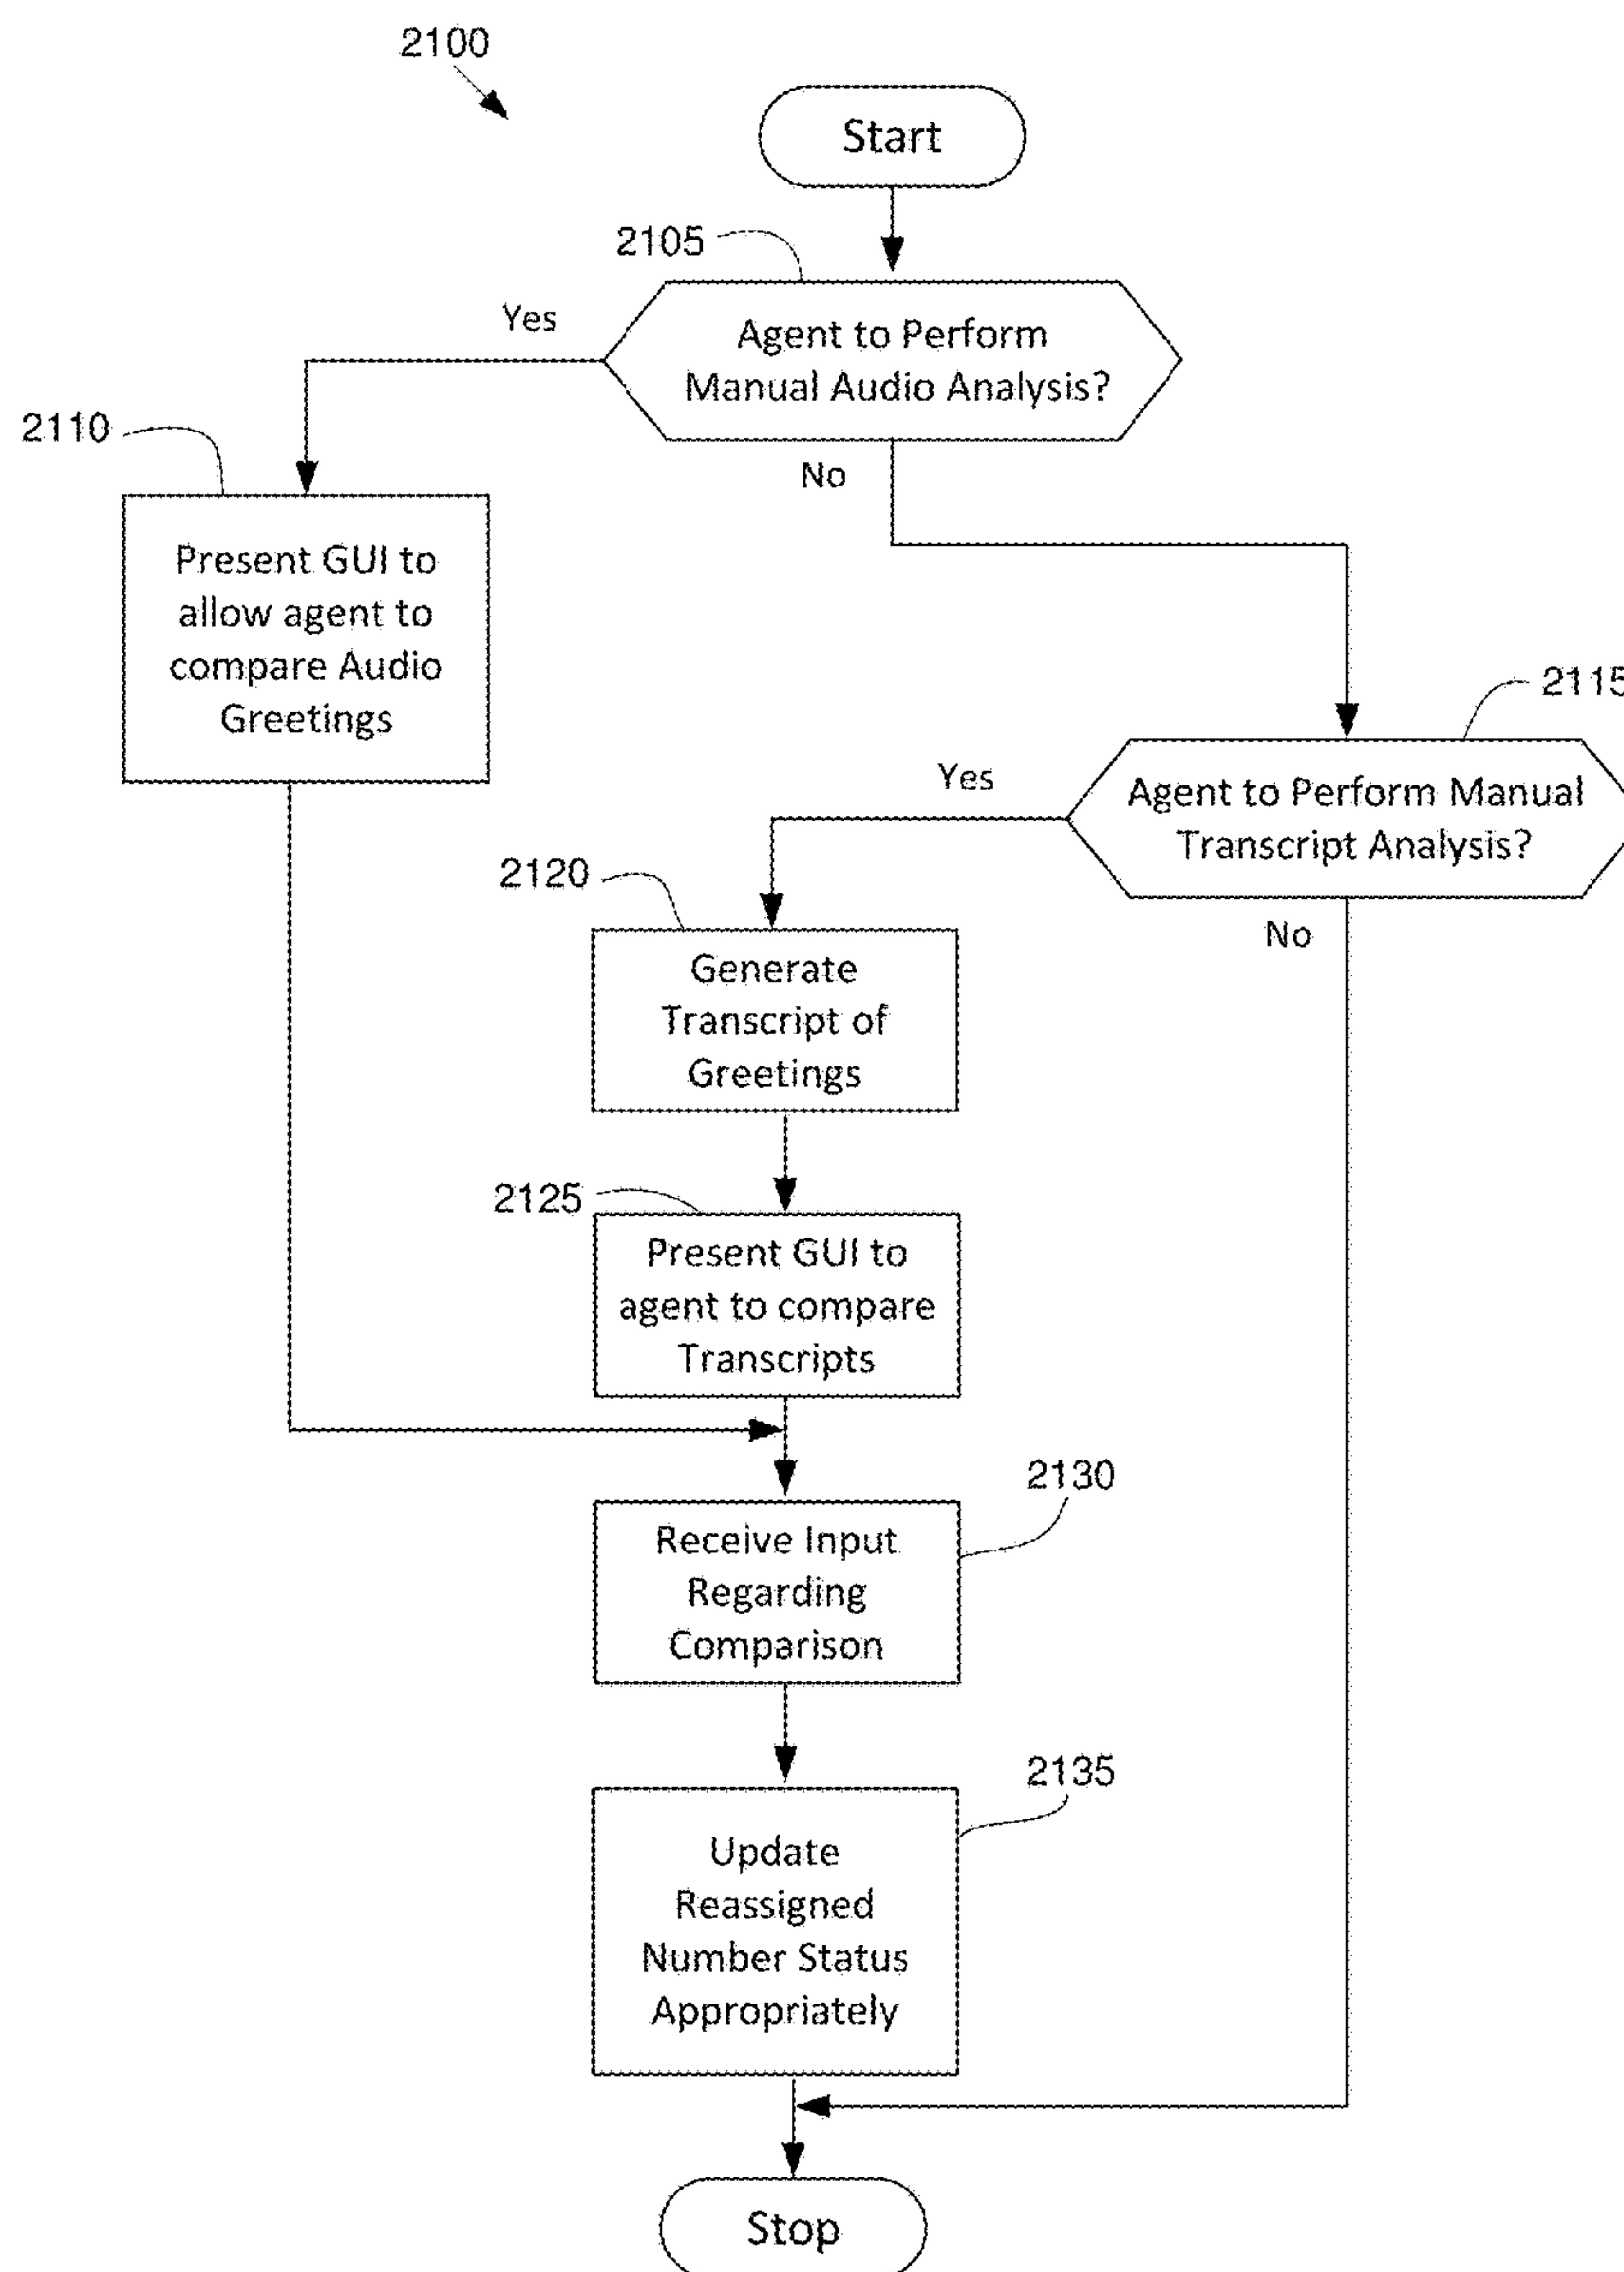 2100
Start
2105
Yes
Agent to Perform
Manual Audio Analysis?
2110
No
Present GUI to
allow agent to
compare Audio
Greetings
2115
Yes
Agent to Perform Manual
Transcript Analysis?
2120
No
Generate
Transcript of
Greetings
2125
Present GUI to
agent to compare
Transcripts
2130
Receive Input
Regarding
Comparison
2135
Update
Reassigned
Number Status
Appropriately
Stop